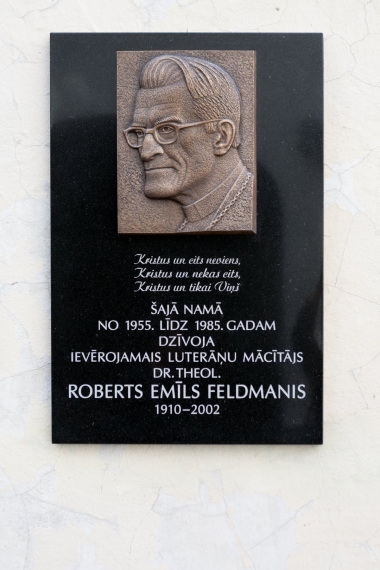 Kristus un cits neviens,
Kristus un nekas cits,
Kristus un tikai Viņš
ŠAJĀ NAMĀ
NO 1955. LĪDZ 1985. GADAM
DZĪVOJA
IEVĒROJAMAIS LUTERĀŅU MĀCĪTĀJS
DR. THEOL.
ROBERTS EMĪLS FELDMANIS
1910–2002